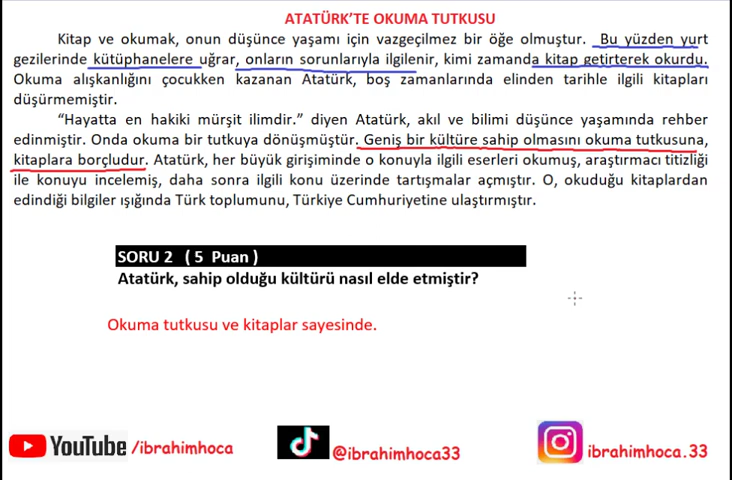 ATATÜRK'TE OKUMA TUTKUSU
Kitap ve okumak, onun düşünce yaşamı için vazgeçilmez bir öğe olmuştur. Bu yüzden yurt
gezilerinde kütüphanelere uğrar, onların sorunlarıyla ilgilenir, kimi zamanda kitap getirterek okurdu.
Okuma alışkanlığını çocukken kazanan Atatürk, boş zamanlarında elinden tarihle ilgili kitapları
düşürmemiştir.
"Hayatta en hakiki mürşit ilimdir." diyen Atatürk, akıl ve bilimi düşünce yaşamında rehber
edinmiştir. Onda okuma bir tutkuya dönüşmüştür. Geniş bir kültüre sahip olmasını okuma tutkusuna,
kitaplara borçludur. Atatürk, her büyük girişiminde o konuyla ilgili eserleri okumuş, araştırmacı titizliği
ile konuyu incelemiş, daha sonra ilgili konu üzerinde tartışmalar açmıştır. O, okuduğu kitaplardan
edindiği bilgiler ışığında Türk toplumunu, Türkiye Cumhuriyetine ulaştırmıştır.
SORU 2 ( 5 Puan )
Atatürk, sahip olduğu kültürü nasıl elde etmiştir?
Okuma tutkusu ve kitaplar sayesinde.
YouTube /ibrahimhoca
@ibrahimhoca33
ibrahimhoca.33